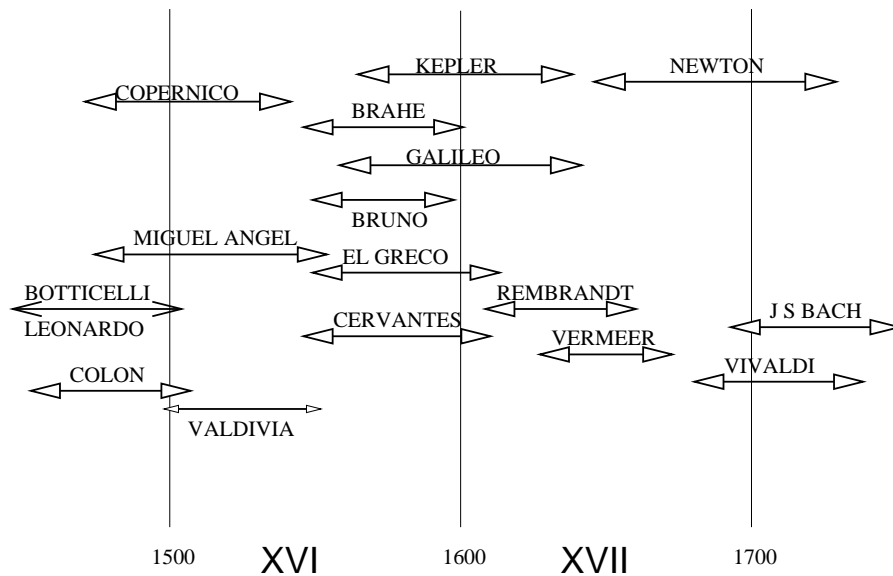 KEPLER
NEWTON
COPERNICO
BRAHE
GALILEO
BRUNO
MIGUEL ANGEL
EL GRECO
BOTTICELLI
REMBRANDT
J S BACH
LEONARDO
CERVANTES
VERMEER
COLON
VIVALDI
VALDIVIA
1500 XVI 1600 XVII 1700